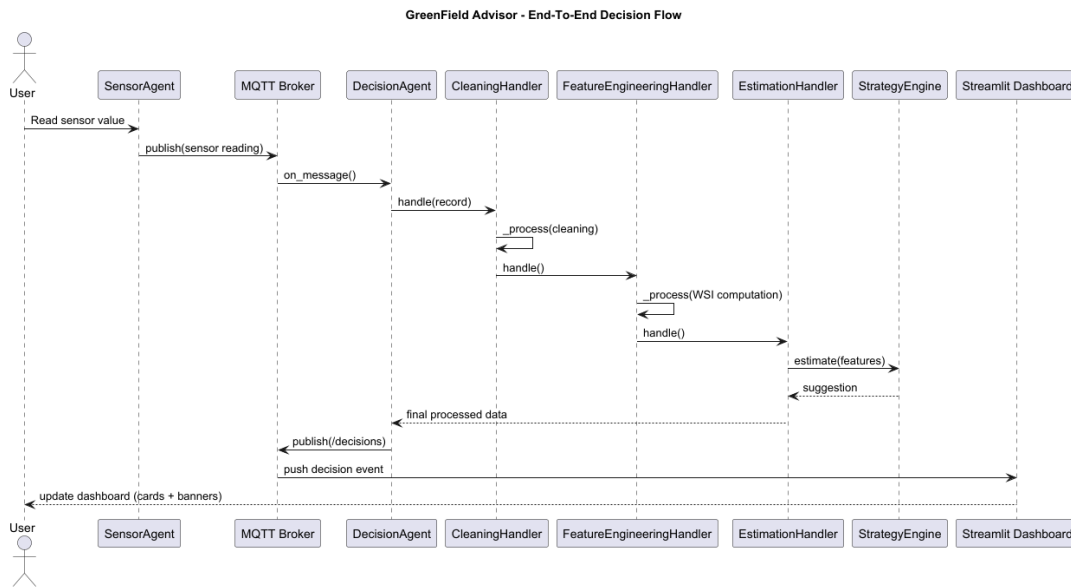 GreenField Advisor - End-To-End Decision Flow
User
SensorAgent
MQTT Broker
DecisionAgent
CleaningHandler
FeatureEngineeringHandler
EstimationHandler
StrategyEngine
Streamlit Dashboard
Read sensor value
publish(sensor reading)
on_message()
handle(record)
_process(cleaning)
handle()
_process(WSI computation)
handle()
estimate(features)
suggestion
final processed data
publish(/decisions)
push decision event
update dashboard (cards + banners)
User
SensorAgent
MQTT Broker
DecisionAgent
CleaningHandler
FeatureEngineeringHandler
EstimationHandler
StrategyEngine
Streamlit Dashboard